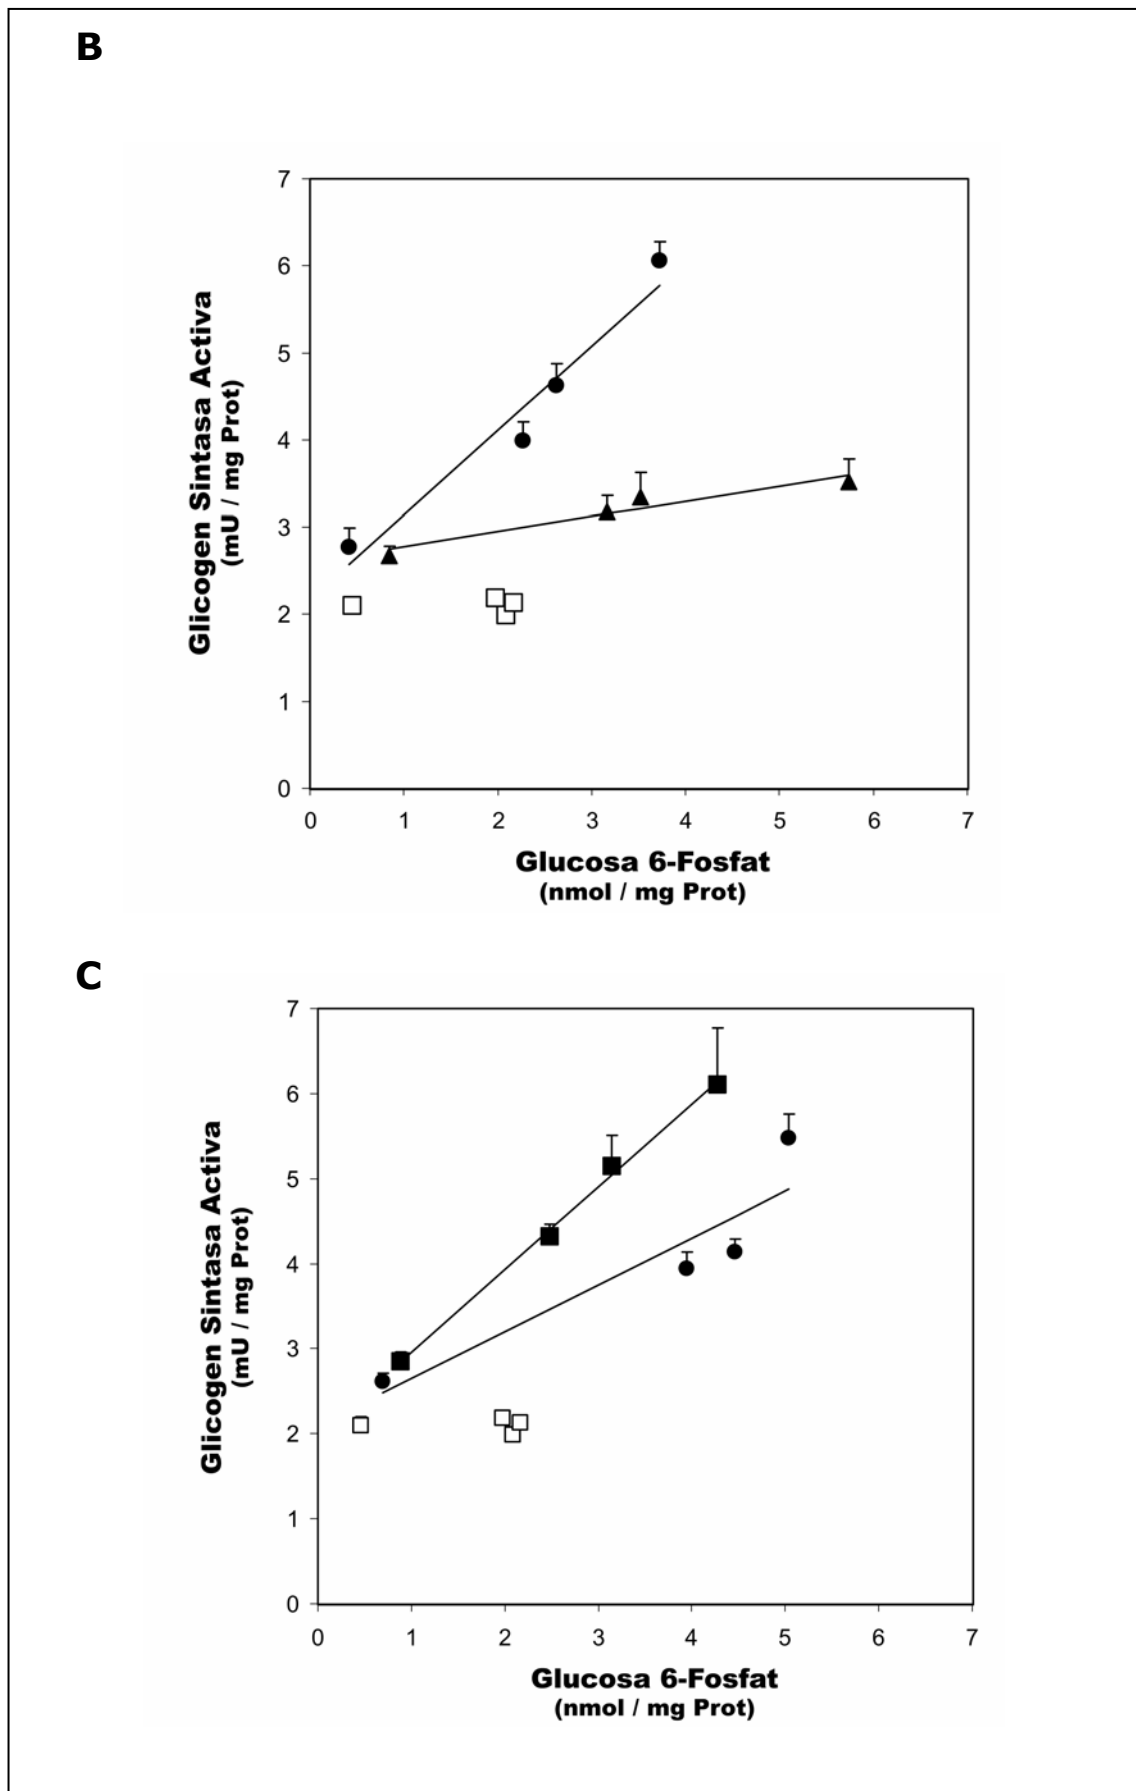 B
7
6
5
4
3
2
1
0
Glicogen Sintasa Activa
(mU / mg Prot)
0 1 2 3 4 5 6 7
Glucosa 6-Fosfat
(nmol / mg Prot)
C
7
6
5
4
3
2
1
0
Glicogen Sintasa Activa
(mU / mg Prot)
0 1 2 3 4 5 6 7
Glucosa 6-Fosfat
(nmol / mg Prot)